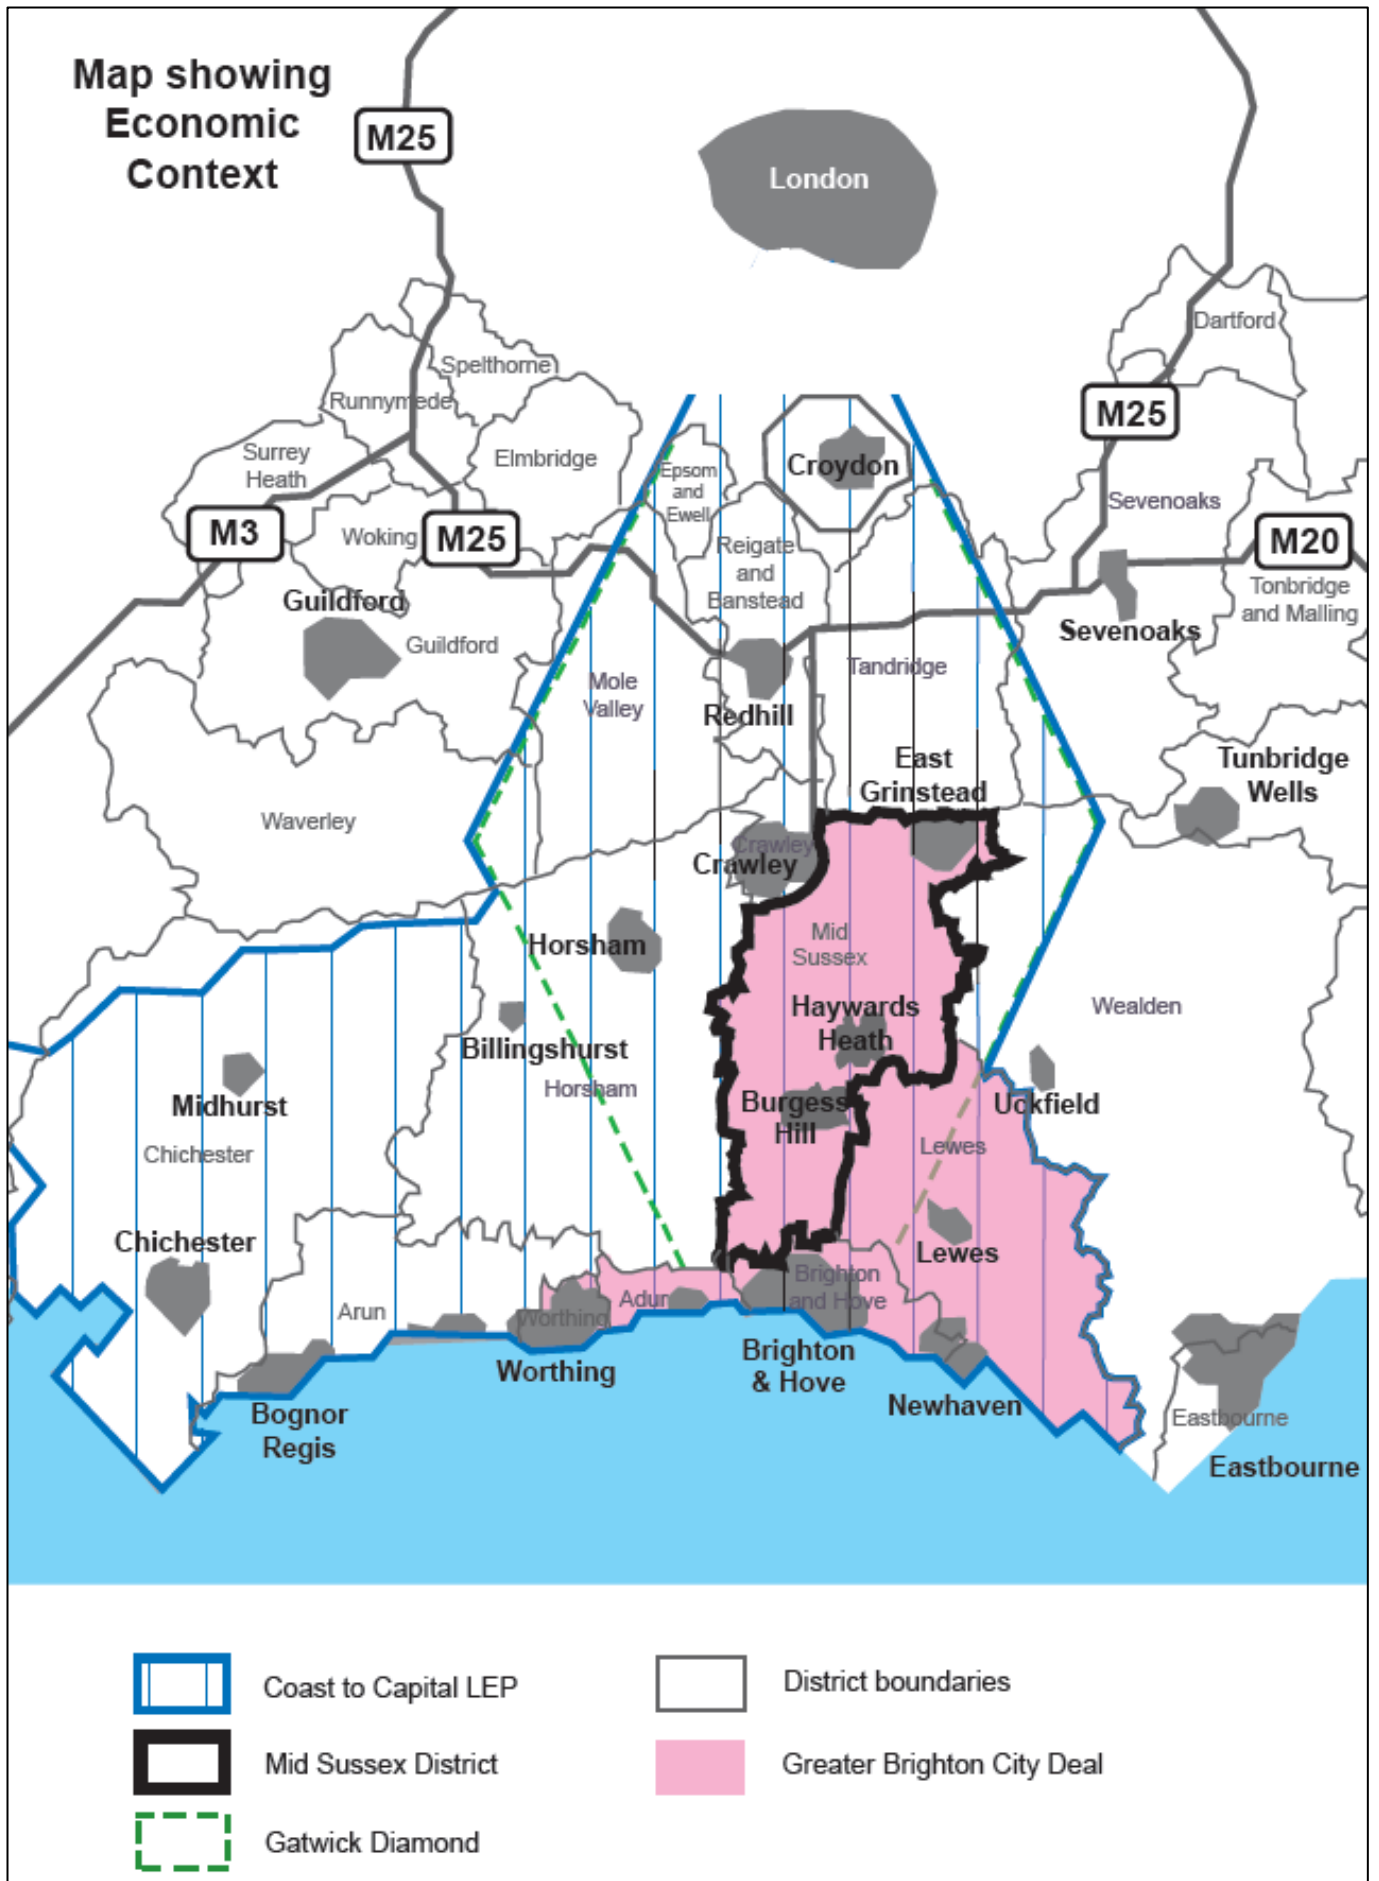 Map showing
Economic
Context
M25
London
Dartford
Spelthorne
Runnymede
M25
Surrey
Heath
Elmbridge
Croydon
Epsom
and
Ewell
Sevenoaks
M3
Woking
M25
M20
Reigate
and
Banstead
Tonbridge
and Malling
Guildford
Guildford
Sevenoaks
Mole
Valley
Tandridge
Redhill
East
Grinstead
Tunbridge
Wells
Waverley
Crawley
Crawley
Mid
Sussex
Horsham
Haywards
Heath
Wealden
Billingshurst
Horsham
Midhurst
Burgess
Hill
Uckfield
Chichester
Lewes
Chichester
Lewes
Brighton
and Hove
Adur
Arun
Worthing
Worthing
Brighton
& Hove
Newhaven
Bognor
Regis
Eastbourne
Eastbourne
Coast to Capital LEP
District boundaries
Mid Sussex District
Greater Brighton City Deal
Gatwick Diamond